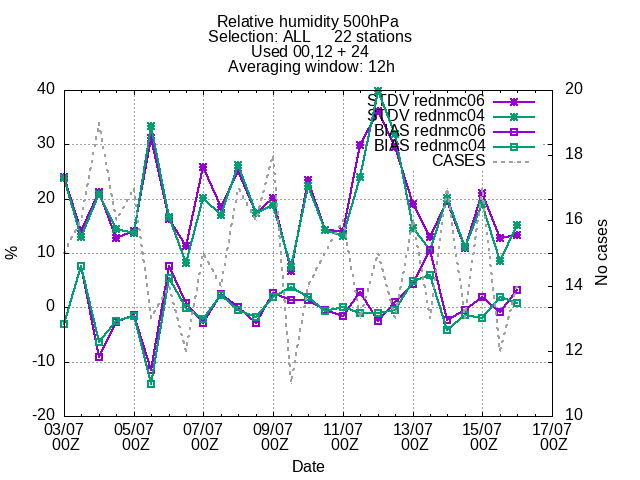 Relative humidity 500hPa
Selection: ALL 22 stations
Used 00,12 + 24
Averaging window: 12h
STDV rednmc06
STDV rednmc04
BIAS rednmc06
BIAS rednmc04
CASES
40
30
20
10
0
-10
-20
%
20
18
16
14
12
10
No cases
03/07 05/07 07/07 09/07 11/07 13/07 15/07 17/07
00Z 00Z 00Z 00Z 00Z 00Z 00Z 00Z
Date